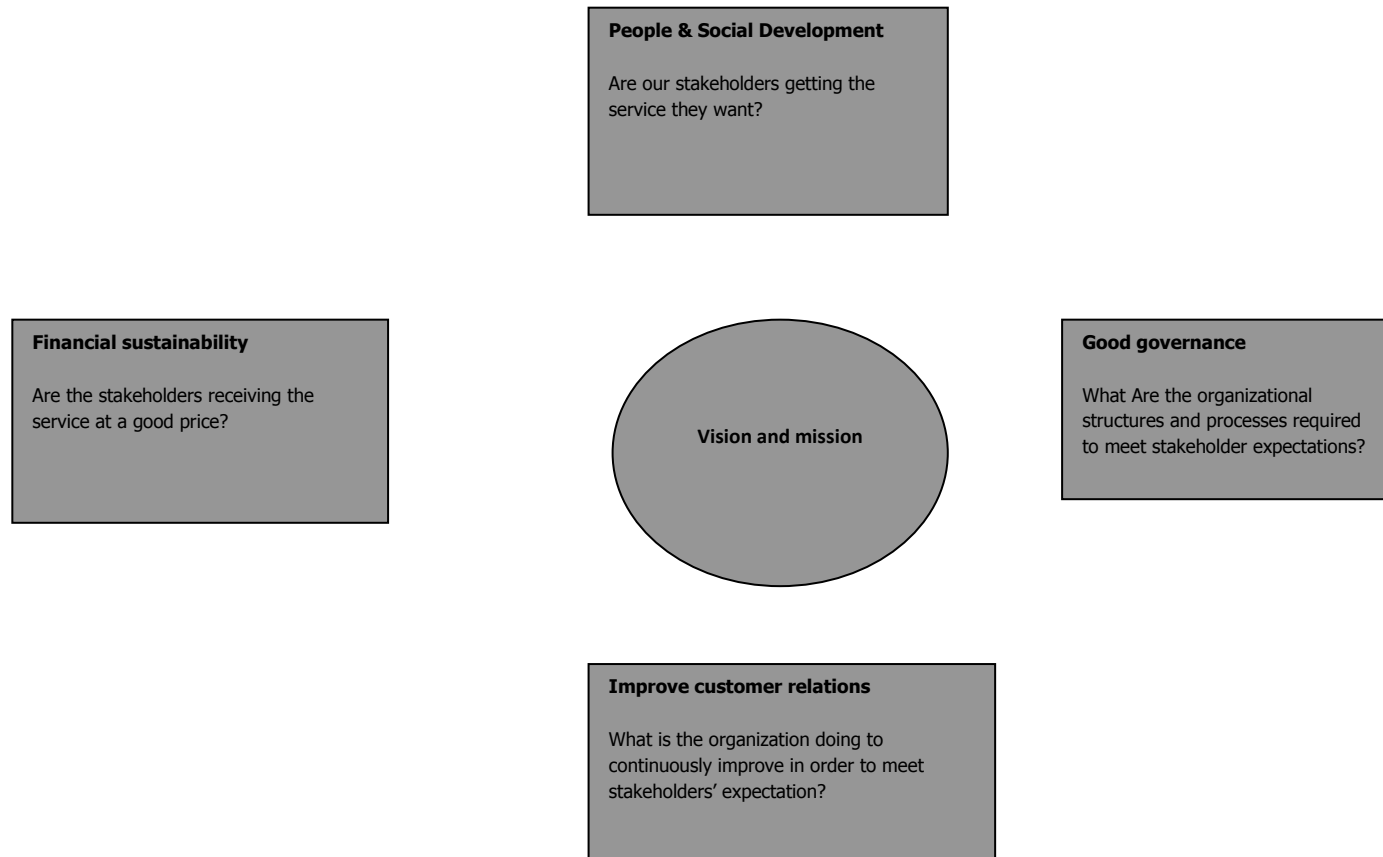 People & Social Development
Are our stakeholders getting the
service they want?
Financial sustainability
Are the stakeholders receiving the
service at a good price?
Vision and mission
Good governance
What Are the organizational
structures and processes required
to meet stakeholder expectations?
Improve customer relations
What is the organization doing to
continuously improve in order to meet
stakeholders’ expectation?